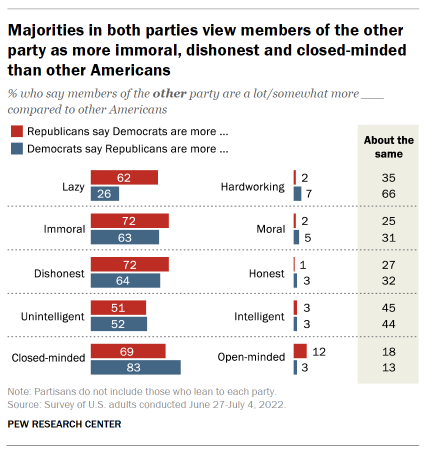 Majorities in both parties view members of the other
party as more immoral, dishonest and closed-minded
than other Americans
% who say members of the other party are a lot/somewhat more ___
compared to other Americans
Republicans say Democrats are more ...
Democrats say Republicans are more ...
About the
same
Lazy 62 Hardworking 2 35
26 7 66
Immoral 72 Moral 2 25
63 5 31
Dishonest 72 Honest 1 27
64 3 32
Unintelligent 51 Intelligent 3 45
52 3 44
Closed-minded 69 Open-minded 12 18
83 3 13
Note: Partisans do not include those who lean to each party.
Source: Survey of U.S. adults conducted June 27-July 4, 2022.
PEW RESEARCH CENTER